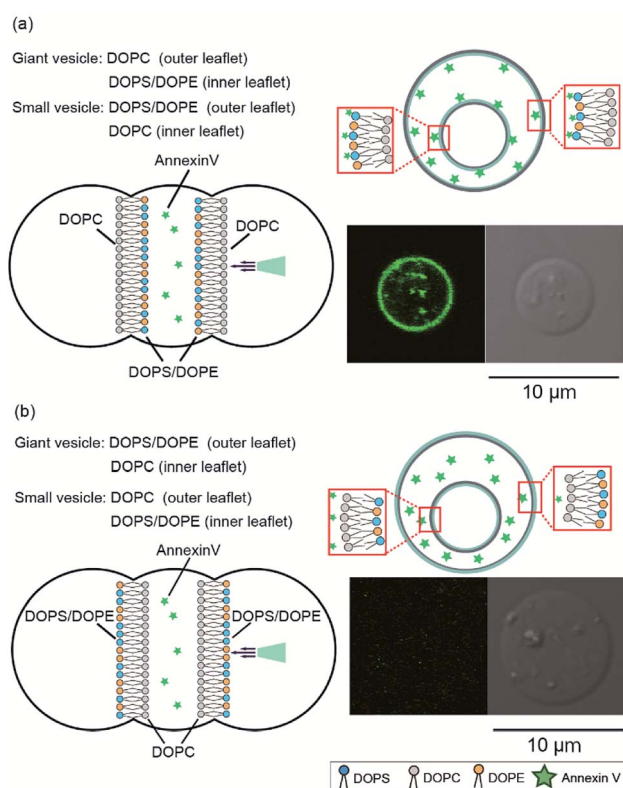 (a)
Giant vesicle: DOPC (outer leaflet)
DOPS/DOPE (inner leaflet)
Small vesicle: DOPS/DOPE (outer leaflet)
DOPC (inner leaflet)
AnnexinV
DOPC
DOPC
DOPS/DOPE
10 μm
(b)
Giant vesicle: DOPS/DOPE (outer leaflet)
DOPC (inner leaflet)
Small vesicle: DOPC (outer leaflet)
DOPS/DOPE (inner leaflet)
AnnexinV
DOPS/DOPE
DOPS/DOPE
DOPC
10 μm
DOPS DOPC DOPE Annexin V